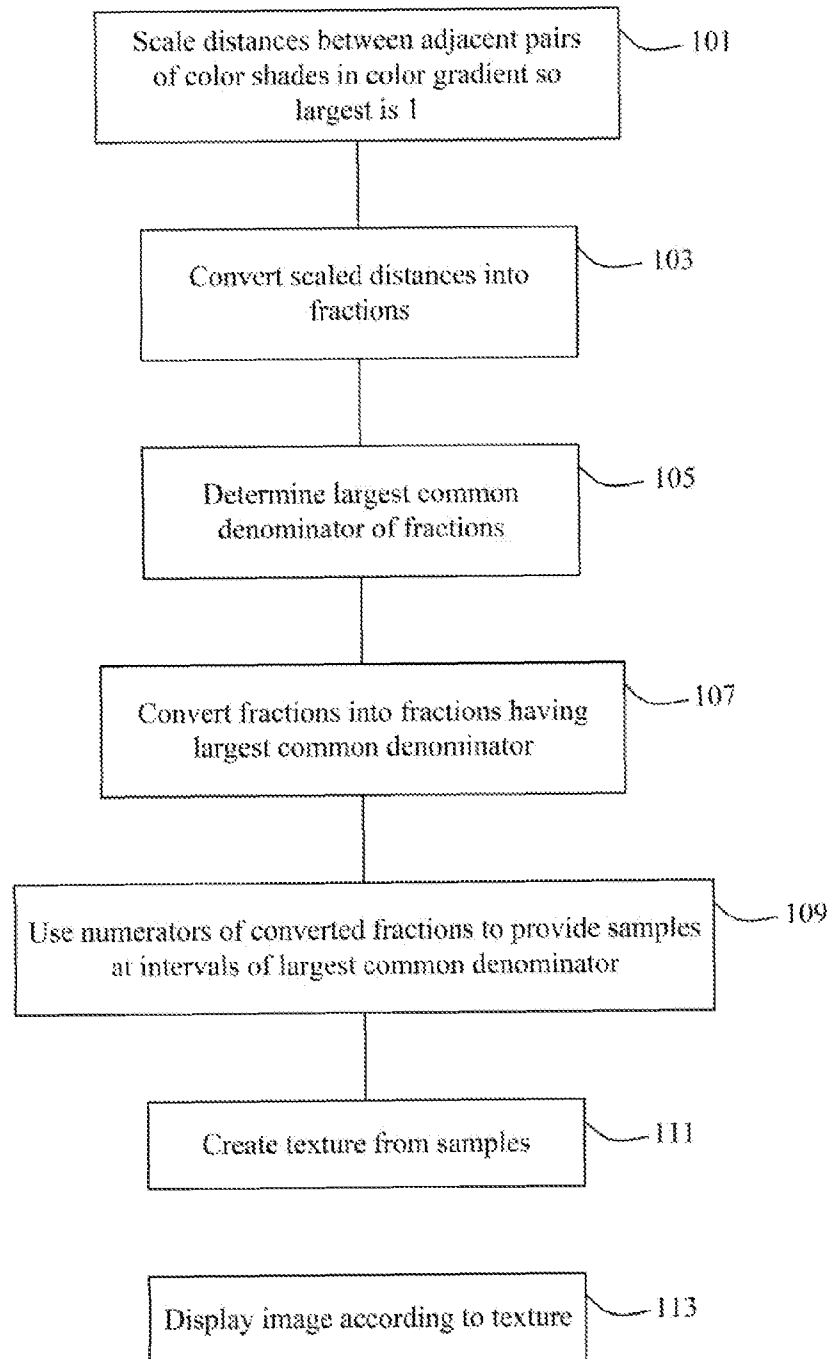 Scale distances between adjacent pairs
of color shades in color gradient so
largest is 1
101
Convert scaled distances into
fractions
103
Determine largest common
denominator of fractions
105
Convert fractions into fractions having
largest common denominator
107
Use numerators of converted fractions to provide samples
at intervals of largest common denominator
109
Create texture from samples
111
Display image according to texture
113